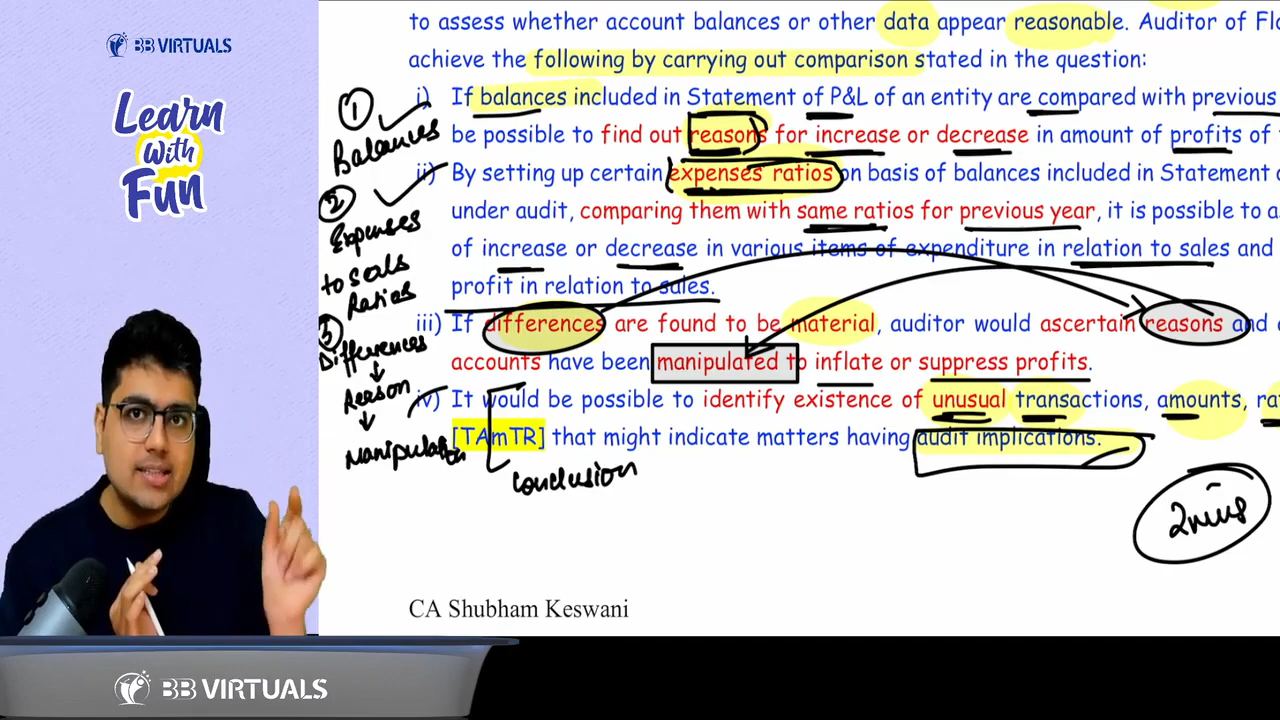 BB VIRTUALS
Learn
With
Fun
to assess whether account balances or other data appear reasonable. Auditor of
achieve the following by carrying out comparison stated in the question:
i) If balances included in Statement of P&L of an entity are compared with previous
be possible to find out reasons for increase or decrease in amount of profits of
ii) By setting up certain expenses ratios on basis of balances included in Statement
under audit, comparing them with same ratios for previous year, it is possible to
of increase or decrease in various items of expenditure in relation to sales and
profit in relation to sales.
iii) If differences are found to be material, auditor would ascertain reasons and
accounts have been manipulated to inflate or suppress profits.
iv) It would be possible to identify existence of unusual transactions, amounts,
[TAmTR] that might indicate matters having audit implications.
1
Balances
2
Expenses
to
Ratios
3
Differences
Reason
Manipulation
Conclusion
CA Shubham Keswani
BB VIRTUALS